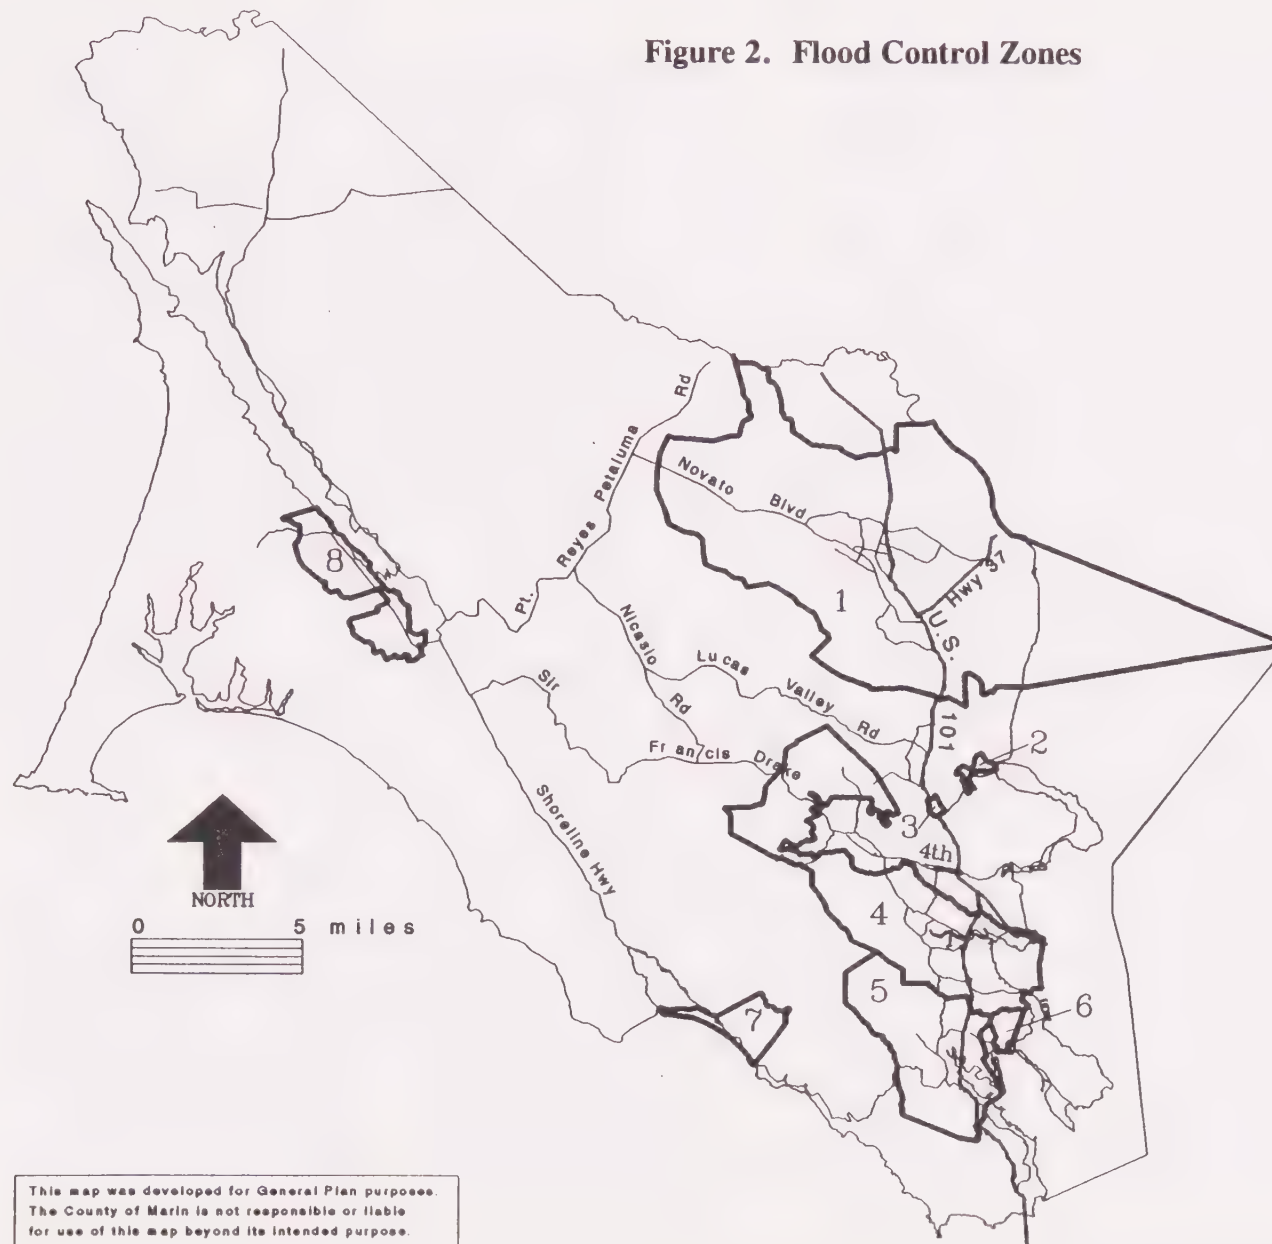 Figure 2. Flood Control Zones
Pt. Reyes Petaluma Rd
Novato Blvd
Hwy 37
U.S. 101
8
1
Nicasio Rd
Lucas Valley Rd
Sir Francis Drake
2
3
4th
Shoreline Hwy
NORTH
0 5 miles
4
5
6
7
This map was developed for General Plan purposes.
The County of Marin is not responsible or liable
for use of this map beyond its intended purpose.